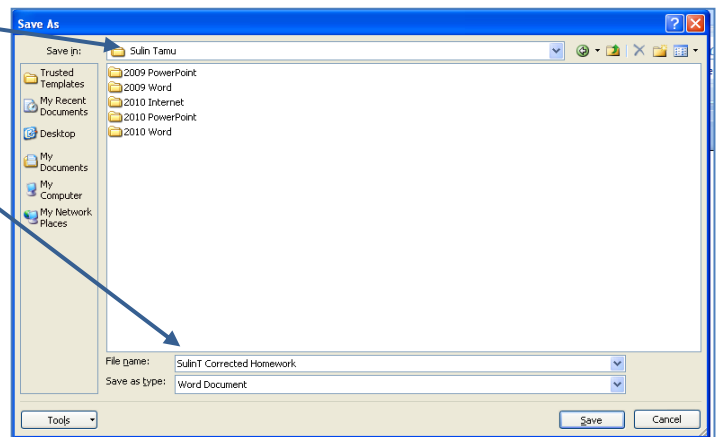 Save As
Save in: Sulin Tamu
Trusted
Templates
My Recent
Documents
Desktop
My
Documents
My
Computer
My Network
Places
2009 PowerPoint
2009 Word
2010 Internet
2010 PowerPoint
2010 Word
File name: SulinT Corrected Homework
Save as type: Word Document
Tools
Save
Cancel